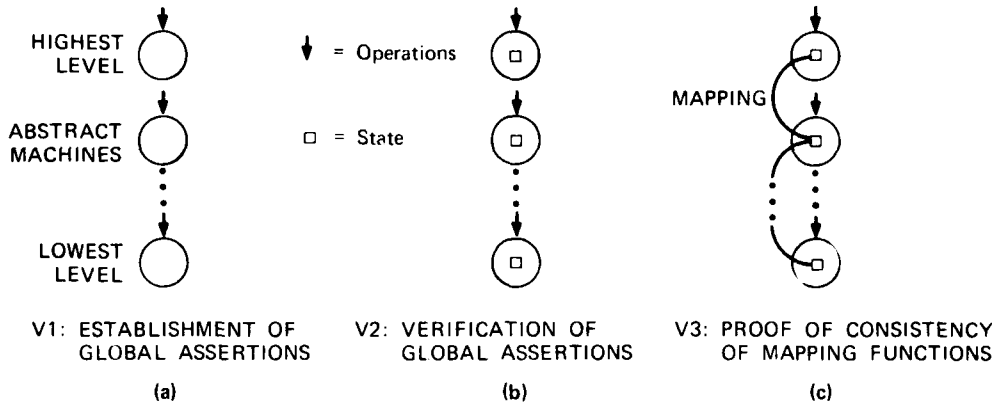 HIGHEST
LEVEL
↓ = Operations
ABSTRACT
MACHINES
□ = State
LOWEST
LEVEL
MAPPING
V1: ESTABLISHMENT OF
GLOBAL ASSERTIONS
(a)
V2: VERIFICATION OF
GLOBAL ASSERTIONS
(b)
V3: PROOF OF CONSISTENCY
OF MAPPING FUNCTIONS
(c)